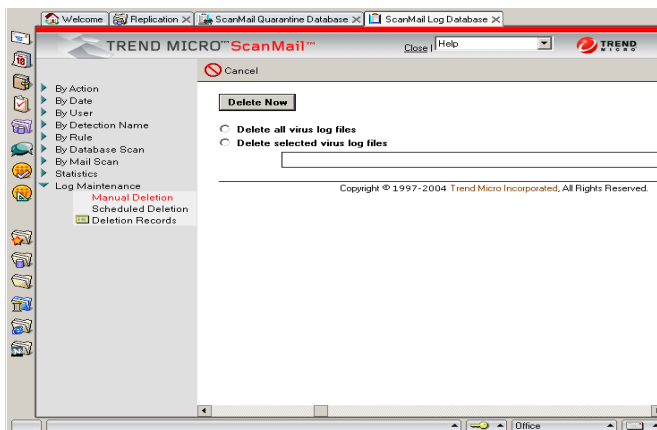 Welcome
Replication
ScanMail Quarantine Database
ScanMail Log Database
TREND MICRO™ScanMail™
Close | Help
TREND MICRO
Cancel
By Action
By Date
By User
By Detection Name
By Rule
By Database Scan
By Mail Scan
Statistics
Log Maintenance
Manual Deletion
Scheduled Deletion
Deletion Records
Delete Now
Delete all virus log files
Delete selected virus log files
Copyright © 1997-2004 Trend Micro Incorporated, All Rights Reserved.
Office